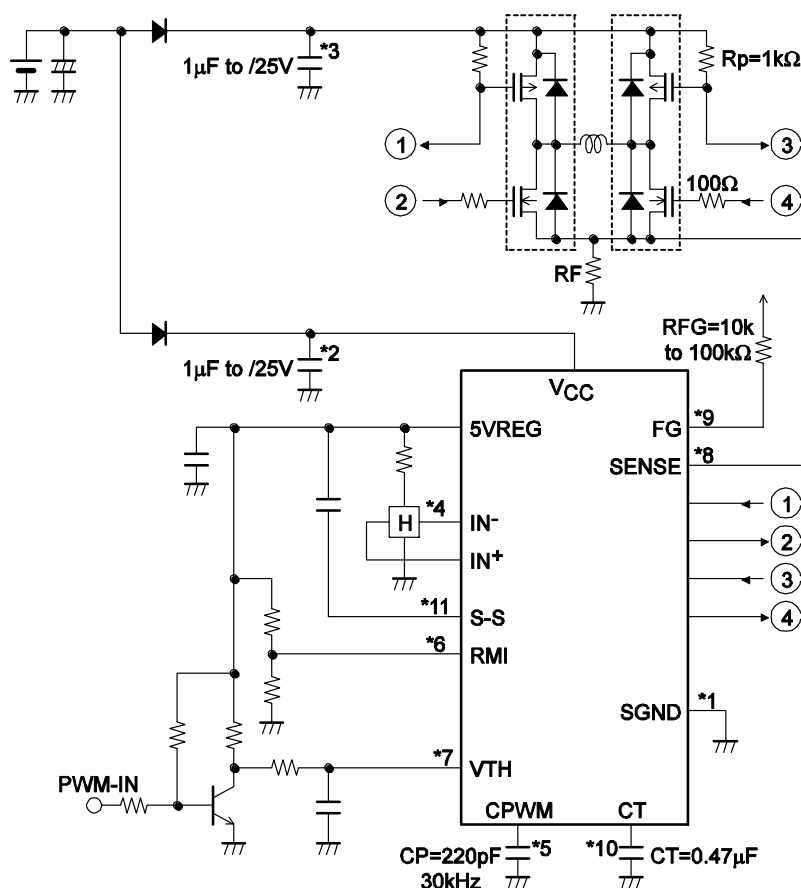 *3
1μF to /25V
Rp=1kΩ
1
3
2
100Ω
4
RF
RFG=10k
to 100kΩ
*2
1μF to /25V
VCC
5VREG
FG
*9
SENSE
*8
*4
H
IN-
1
IN+
2
3
*11
S-S
4
*6
RMI
SGND
*1
*7
VTH
PWM-IN
CPWM
CT
CP=220pF
*5
*10
CT=0.47μF
30kHz